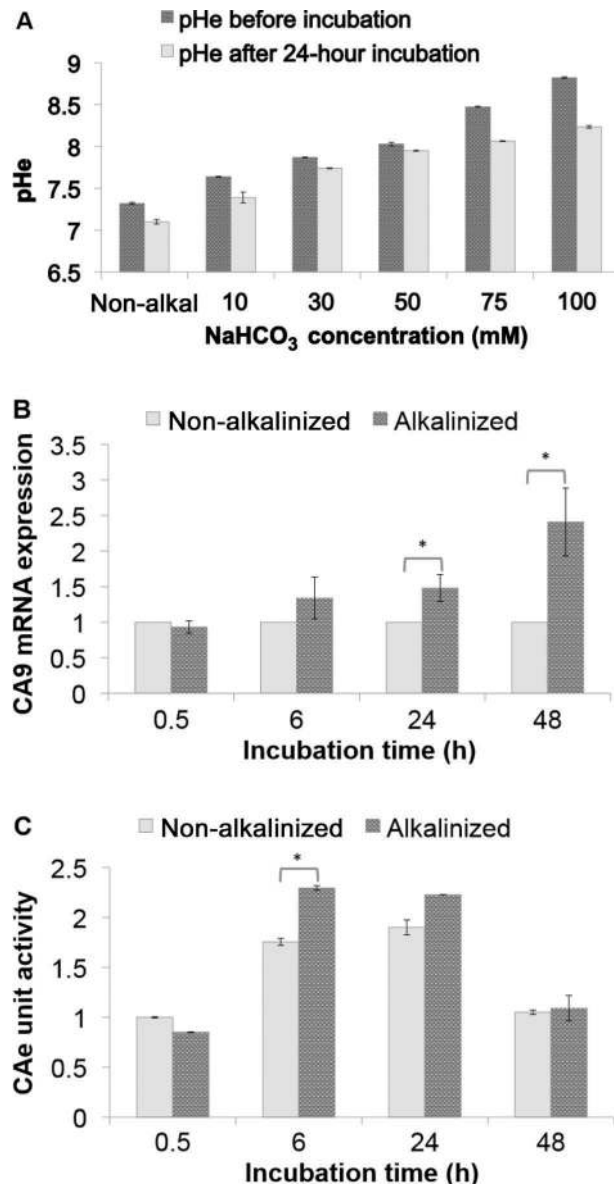 A
pHe before incubation
pHe after 24-hour incubation
9
8.5
8
7.5
7
6.5
pHe
Non-alkal 10 30 50 75 100
NaHCO₃ concentration (mM)
B
Non-alkalinized Alkalinized
3.5
3
2.5
2
1.5
1
0.5
0
CA9 mRNA expression
* *
0.5 6 24 48
Incubation time (h)
C
Non-alkalinized Alkalinized
2.5
2
1.5
1
0.5
0
CAe unit activity
*
0.5 6 24 48
Incubation time (h)